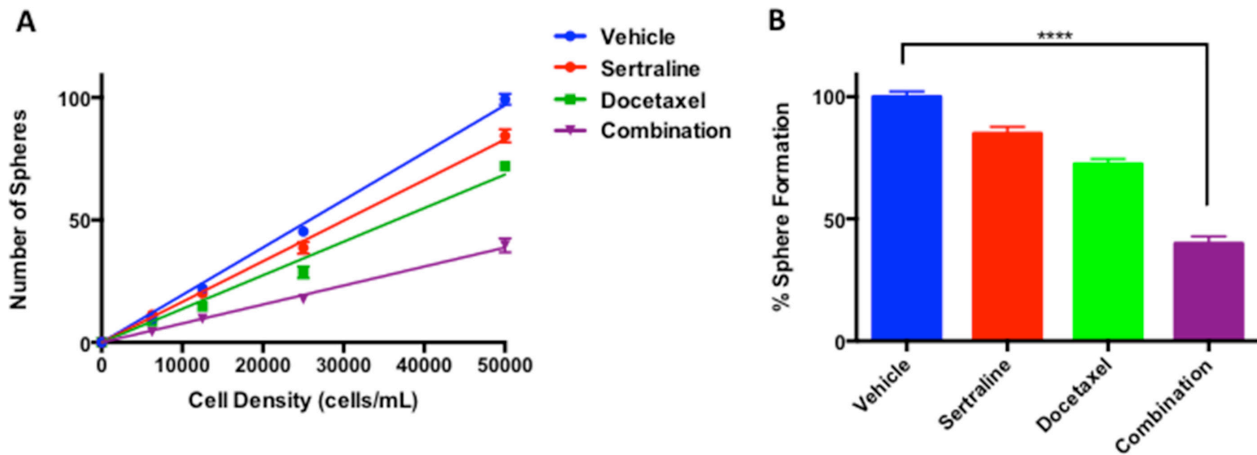 A
Number of Spheres
100
50
0
0 10000 20000 30000 40000 50000
Cell Density (cells/mL)
Vehicle
Sertraline
Docetaxel
Combination
B
****
% Sphere Formation
100
50
0
Vehicle
Sertraline
Docetaxel
Combination